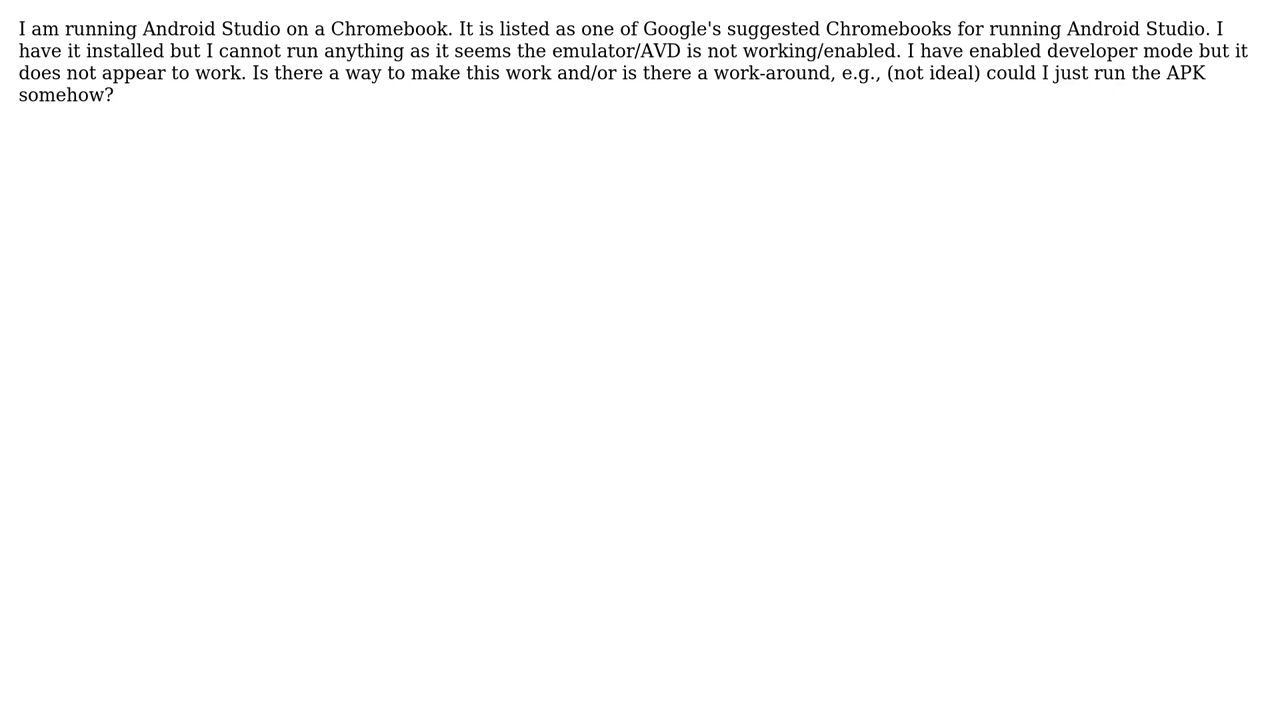 I am running Android Studio on a Chromebook. It is listed as one of Google's suggested Chromebooks for running Android Studio. I
have it installed but I cannot run anything as it seems the emulator/AVD is not working/enabled. I have enabled developer mode but it
does not appear to work. Is there a way to make this work and/or is there a work-around, e.g., (not ideal) could I just run the APK
somehow?